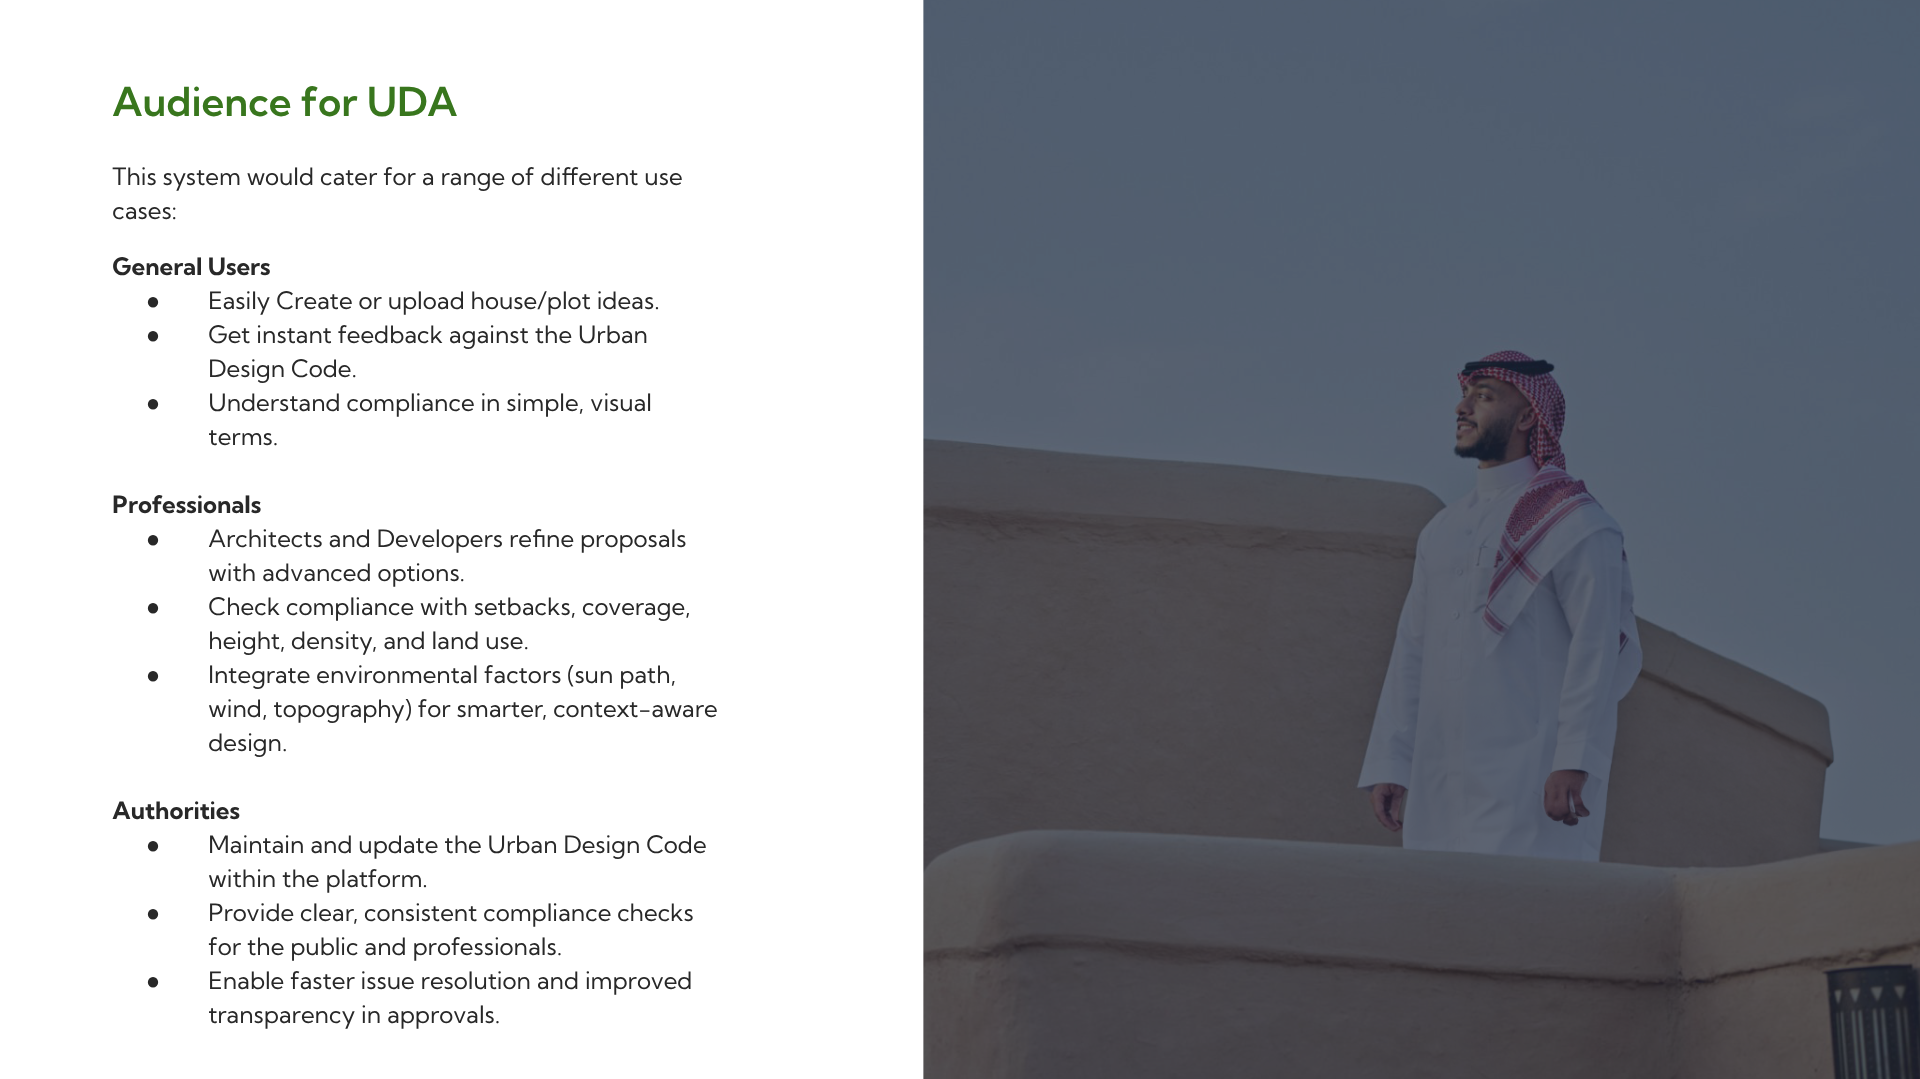 Audience for UDA
This system would cater for a range of different use
cases:
General Users
● Easily Create or upload house/plot ideas.
● Get instant feedback against the Urban
Design Code.
● Understand compliance in simple, visual
terms.
Professionals
● Architects and Developers refine proposals
with advanced options.
● Check compliance with setbacks, coverage,
height, density, and land use.
● Integrate environmental factors (sun path,
wind, topography) for smarter, context-aware
design.
Authorities
● Maintain and update the Urban Design Code
within the platform.
● Provide clear, consistent compliance checks
for the public and professionals.
● Enable faster issue resolution and improved
transparency in approvals.